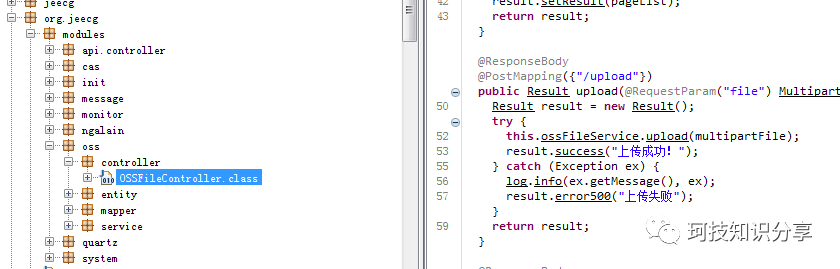 jeecg
org.jeecg
modules
api.controller
cas
init
message
monitor
ngalain
oss
controller
OSSFileController.class
entity
mapper
service
quartz
system
42 result.setResult(pageList);
43 return result;
}
@ResponseBody
@PostMapping({"/upload"})
public Result upload(@RequestParam("file") Multipart
50 Result result = new Result();
try {
52 this.ossFileService.upload(multipartFile);
53 result.success("上传成功！");
55 } catch (Exception ex) {
56 log.info(ex.getMessage(), ex);
57 result.error500("上传失败");
}
59 return result;
}
珂技知识分享